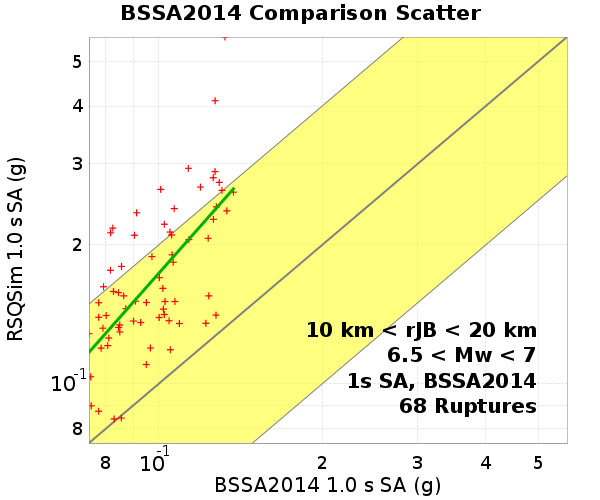 BSSA2014 Comparison Scatter
RSQSim 1.0 s SA (g)
5
4
3
2
10^-1
8
10 km < rJB < 20 km
6.5 < Mw < 7
1s SA, BSSA2014
68 Ruptures
8 10^-1 2 3 4 5
BSSA2014 1.0 s SA (g)